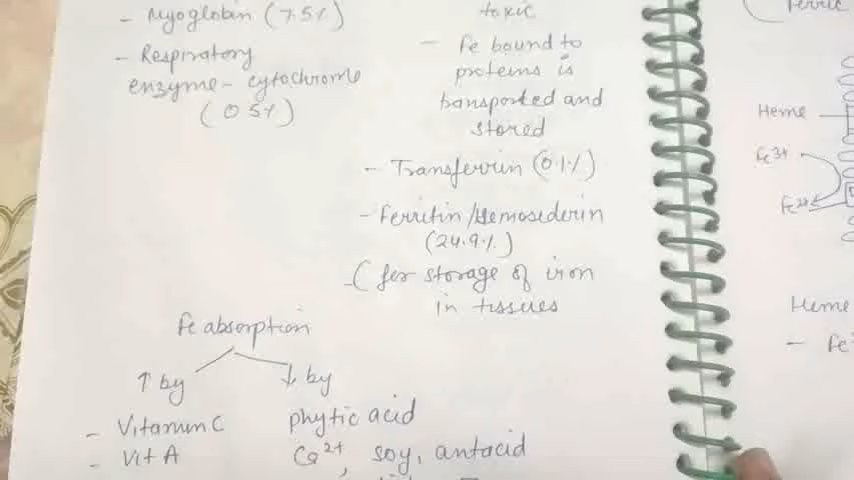 - Myoglobin (7.5%)
- Respiratory
enzyme - cytochrome
(0.5%)
toxic
- Fe bound to
proteins is
transported and
stored
- Transferrin (0.1%)
- Ferritin/Hemosiderin
(24.9%)
(for storage of iron
in tissues
Fe absorption
↑ by
↓ by
- Vitamin C
phytic acid
- Vit A
Ca²⁺, soy, antacid
Ferric
Heme
Fe³⁺
Fe²⁺
Heme
- Fe